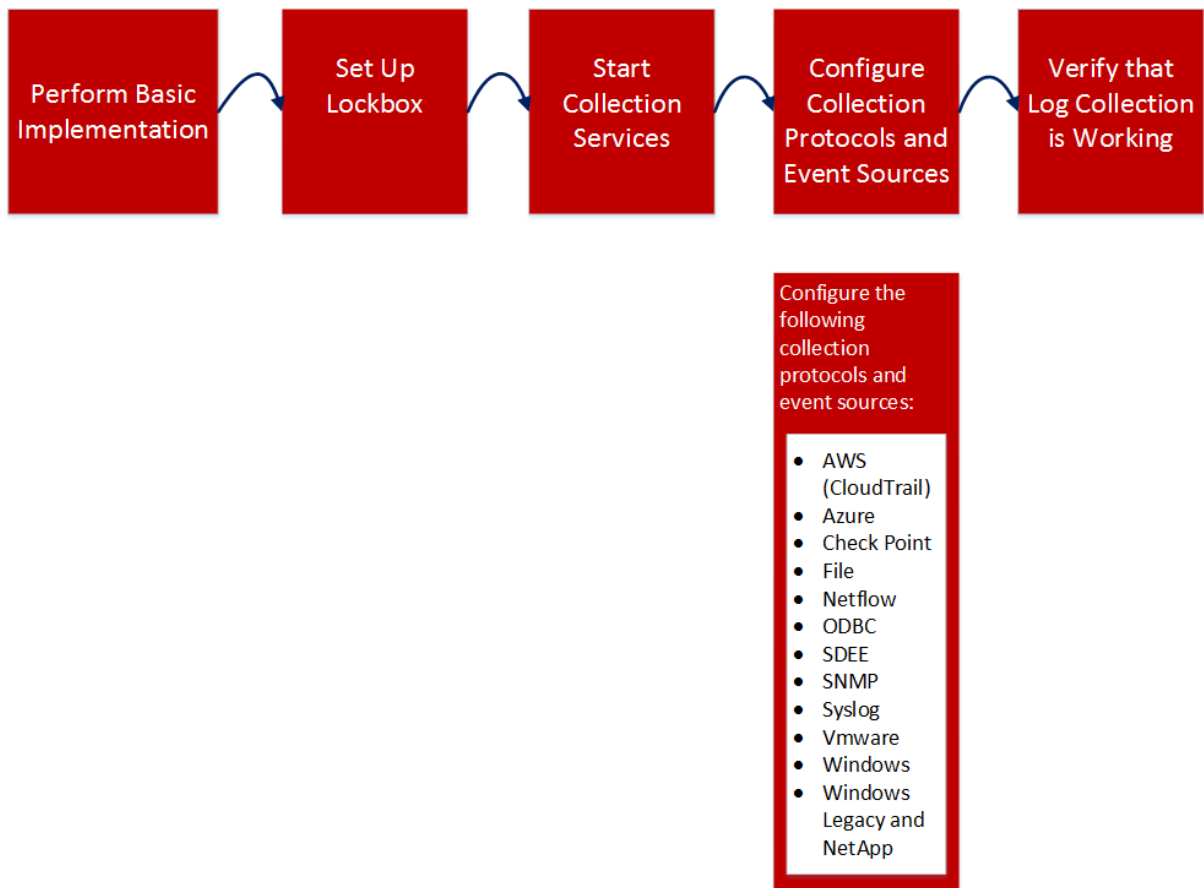 Perform Basic
Implementation
Set Up
Lockbox
Start
Collection
Services
Configure
Collection
Protocols and
Event Sources
Verify that
Log Collection
is Working
Configure the
following
collection
protocols and
event sources:
• AWS
(CloudTrail)
• Azure
• Check Point
• File
• Netflow
• ODBC
• SDEE
• SNMP
• Syslog
• Vmware
• Windows
• Windows
Legacy and
NetApp